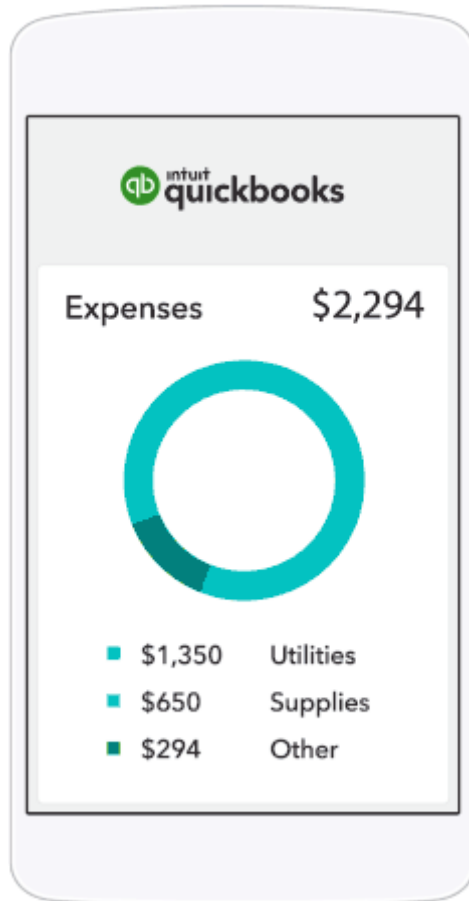 intuit
quickbooks
Expenses $2,294
$1,350 Utilities
$650 Supplies
$294 Other